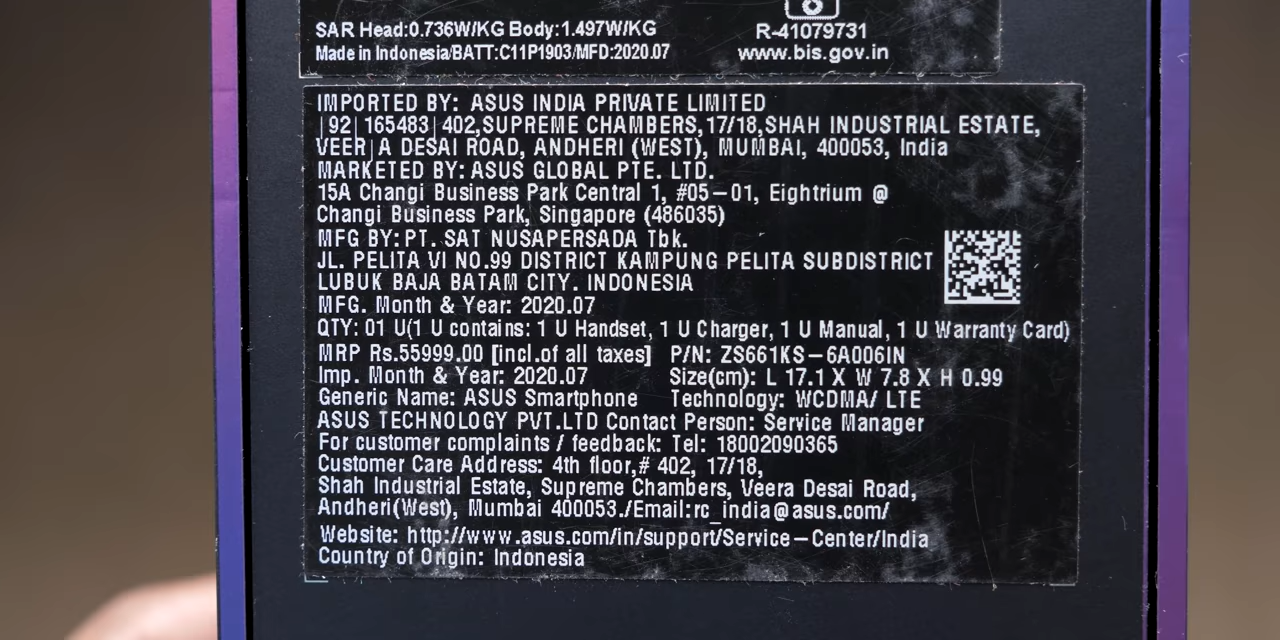 SAR Head:0.736W/KG Body:1.497W/KG
Made in Indonesia/BATT:C11P1903/MFD:2020.07
R-41079731
www.bis.gov.in
IMPORTED BY: ASUS INDIA PRIVATE LIMITED
|92|165483|402,SUPREME CHAMBERS,17/18,SHAH INDUSTRIAL ESTATE,
VEER|A DESAI ROAD, ANDHERI (WEST), MUMBAI, 400053, India
MARKETED BY: ASUS GLOBAL PTE. LTD.
15A Changi Business Park Central 1, #05-01, Eightrium @
Changi Business Park, Singapore (486035)
MFG BY: PT. SAT NUSAPERSADA Tbk.
JL. PELITA VI NO.99 DISTRICT KAMPUNG PELITA SUBDISTRICT
LUBUK BAJA BATAM CITY. INDONESIA
MFG. Month & Year: 2020.07
QTY: 01 U(1 U contains: 1 U Handset, 1 U Charger, 1 U Manual, 1 U Warranty Card)
MRP Rs.55999.00 [incl.of all taxes] P/N: ZS661KS-6A006IN
Imp. Month & Year: 2020.07 Size(cm): L 17.1 X W 7.8 X H 0.99
Generic Name: ASUS Smartphone Technology: WCDMA/ LTE
ASUS TECHNOLOGY PVT.LTD Contact Person: Service Manager
For customer complaints / feedback: Tel: 18002090365
Customer Care Address: 4th floor,# 402, 17/18,
Shah Industrial Estate, Supreme Chambers, Veera Desai Road,
Andheri(West), Mumbai 400053./Email:rc_india@asus.com/
Website: http://www.asus.com/in/support/Service-Center/India
Country of Origin: Indonesia